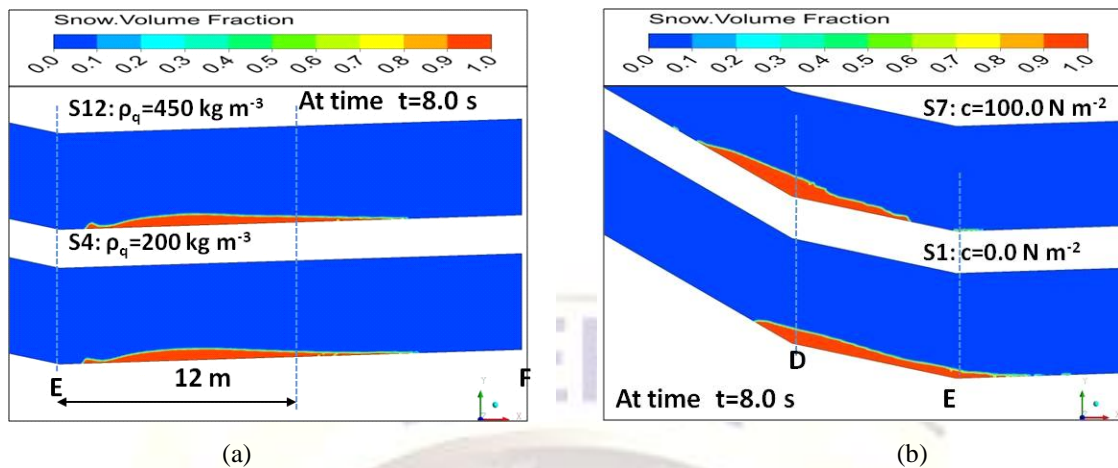 Snow.Volume Fraction
0.0 0.1 0.2 0.3 0.4 0.5 0.6 0.7 0.8 0.9 1.0
S12: ρq=450 kg m-3
At time t=8.0 s
S4: ρq=200 kg m-3
E
12 m
F
Y
X
(a)
Snow.Volume Fraction
0.0 0.1 0.2 0.3 0.4 0.5 0.6 0.7 0.8 0.9 1.0
S7: c=100.0 N m-2
S1: c=0.0 N m-2
D
E
At time t=8.0 s
Y
X
(b)